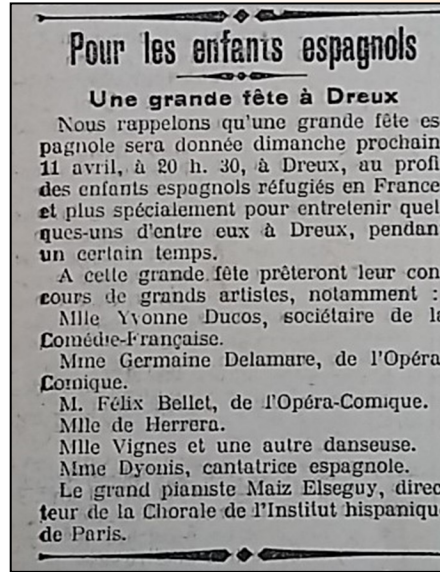 Pour les enfants espagnols
Une grande fête à Dreux
Nous rappelons qu'une grande fête es
pagnole sera donnée dimanche prochain
11 avril, à 20 h. 30, à Dreux, au profi
des enfants espagnols réfugiés en France
et plus spécialement pour entretenir quel
ques-uns d'entre eux à Dreux, pendan
un certain temps.
A cette grande fête prêteront leur con
cours de grands artistes, notamment :
Mlle Yvonne Ducos, sociétaire de la
Comédie-Française.
Mme Germaine Delamare, de l'Opéra
Comique.
M. Félix Bellet, de l'Opéra-Comique.
Mlle de Herrera.
Mlle Vignes et une autre danseuse.
Mme Dyonis, cantatrice espagnole.
Le grand pianiste Maiz Elseguy, direc
teur de la Chorale de l'Institut hispaniqu
de Paris.